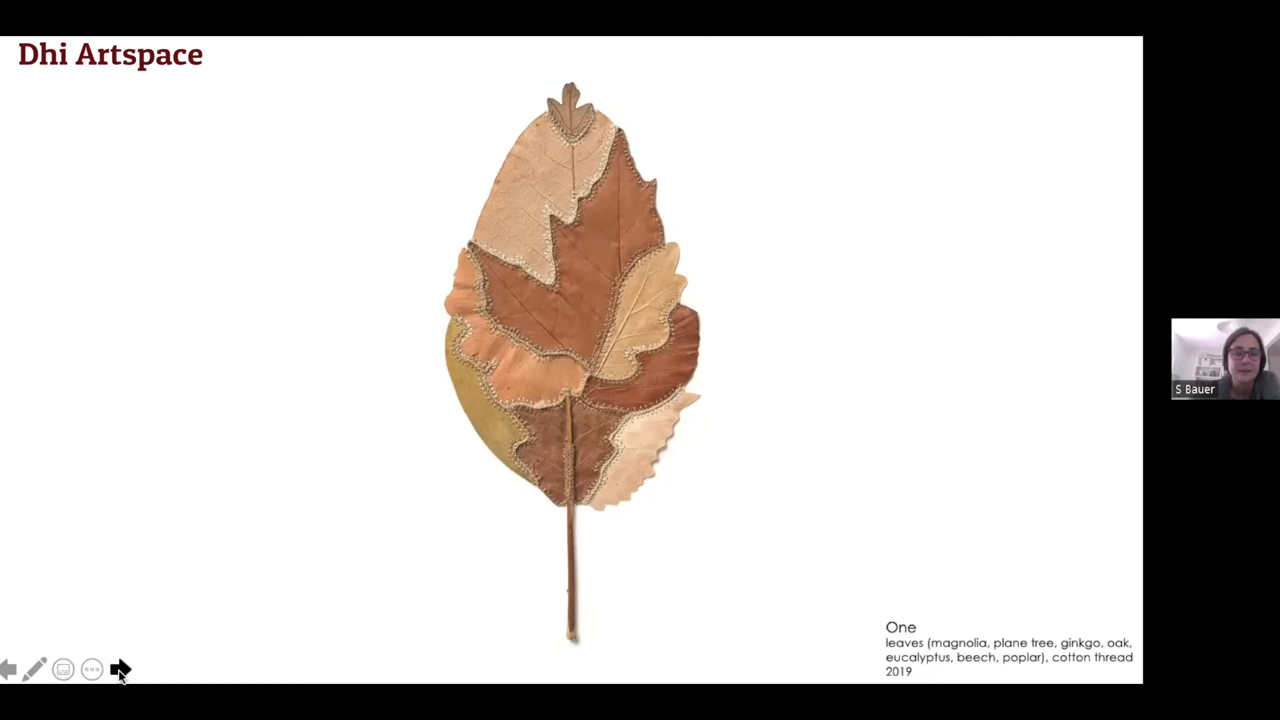 Dhi Artspace
S Bauer
One
leaves (magnolia, plane tree, ginkgo, oak,
eucalyptus, beech, poplar), cotton thread
2019